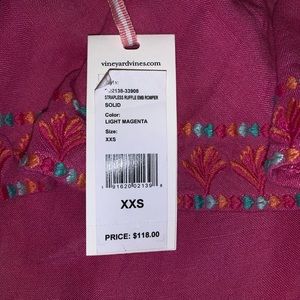 vineyardvines.com
STRAPLESS RUFFLE EMB ROMPER
SOLID
Color:
LIGHT MAGENTA
Size:
XXS
XXS
PRICE: $118.00